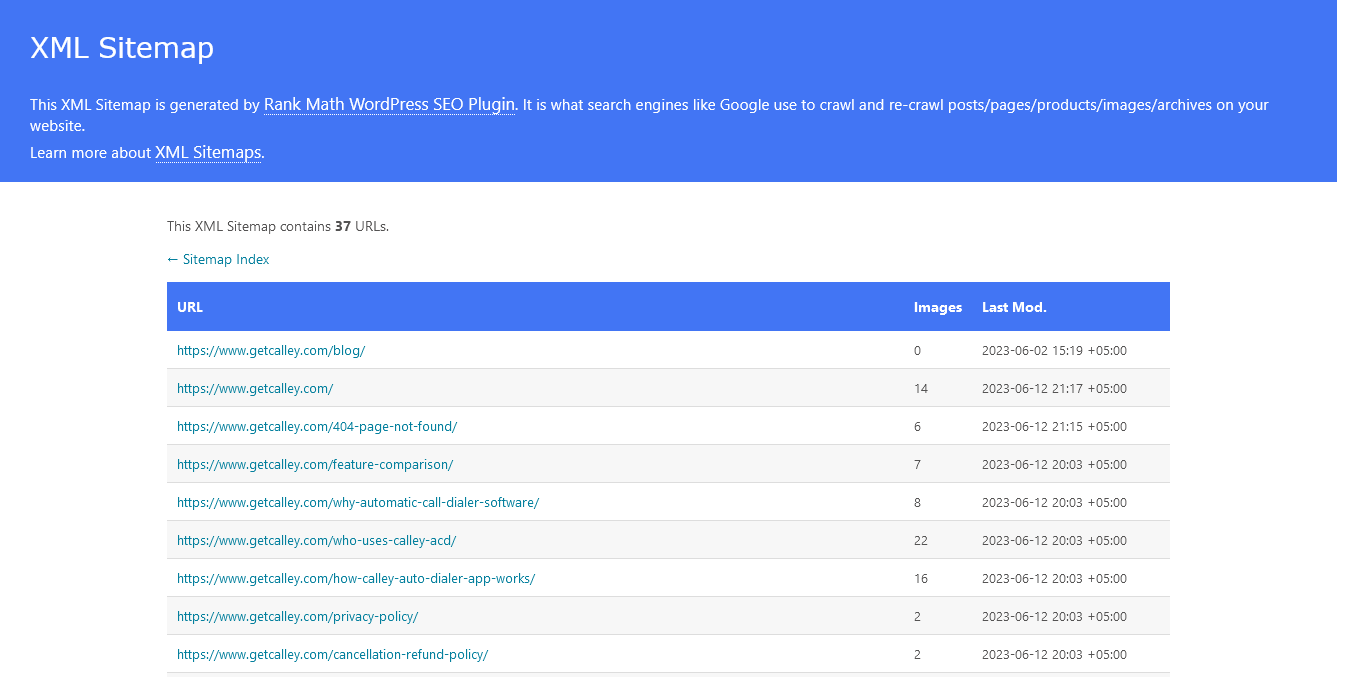 XML Sitemap
This XML Sitemap is generated by Rank Math WordPress SEO Plugin. It is what search engines like Google use to crawl and re-crawl posts/pages/products/images/archives on your
website.
Learn more about XML Sitemaps.
This XML Sitemap contains 37 URLs.
← Sitemap Index
URL Images Last Mod.
https://www.getcalley.com/blog/ 0 2023-06-02 15:19 +05:00
https://www.getcalley.com/ 14 2023-06-12 21:17 +05:00
https://www.getcalley.com/404-page-not-found/ 6 2023-06-12 21:15 +05:00
https://www.getcalley.com/feature-comparison/ 7 2023-06-12 20:03 +05:00
https://www.getcalley.com/why-automatic-call-dialer-software/ 8 2023-06-12 20:03 +05:00
https://www.getcalley.com/who-uses-calley-acd/ 22 2023-06-12 20:03 +05:00
https://www.getcalley.com/how-calley-auto-dialer-app-works/ 16 2023-06-12 20:03 +05:00
https://www.getcalley.com/privacy-policy/ 2 2023-06-12 20:03 +05:00
https://www.getcalley.com/cancellation-refund-policy/ 2 2023-06-12 20:03 +05:00